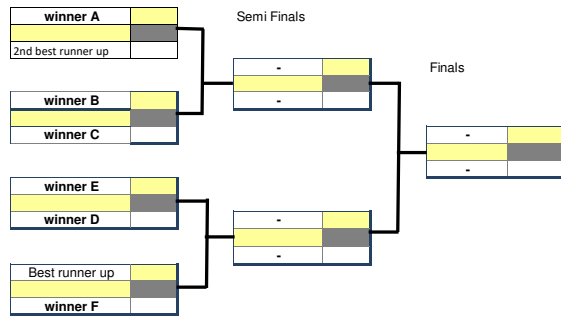 winner A
2nd best runner up
Semi Finals
winner B
winner C
-
-
Finals
-
-
winner E
winner D
-
-
Best runner up
winner F